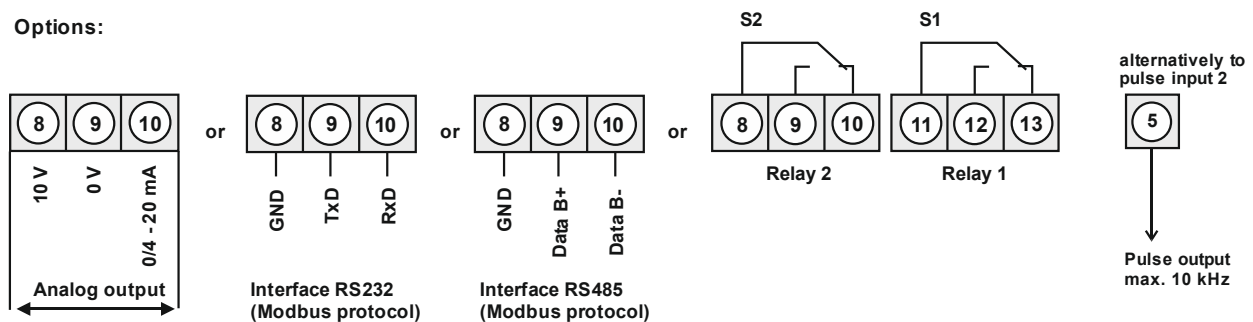 Options:
S2
S1
alternatively to
pulse input 2
8 9 10 or 8 9 10 or 8 9 10 or 8 9 10 11 12 13 5
Relay 2
Relay 1
10 V
0 V
0/4 - 20 mA
GND
TxD
RxD
GND
Data B+
Data B-
Analog output
Interface RS232
(Modbus protocol)
Interface RS485
(Modbus protocol)
Pulse output
max. 10 kHz